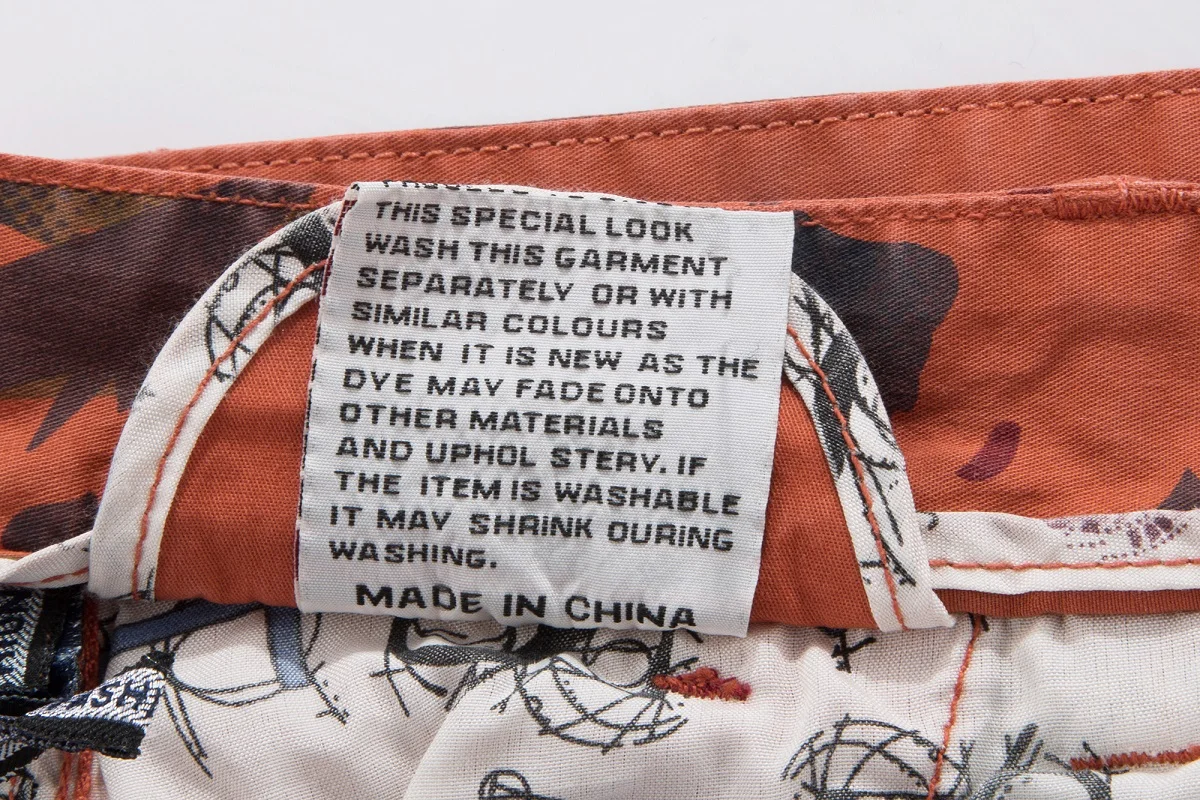 THIS SPECIAL LOOK
WASH THIS GARMENT
SEPARATELY OR WITH
SIMILAR COLOURS
WHEN IT IS NEW AS THE
DYE MAY FADE ONTO
OTHER MATERIALS
AND UPHOL STERY. IF
THE ITEM IS WASHABLE
IT MAY SHRINK OURING
WASHING.
MADE IN CHINA